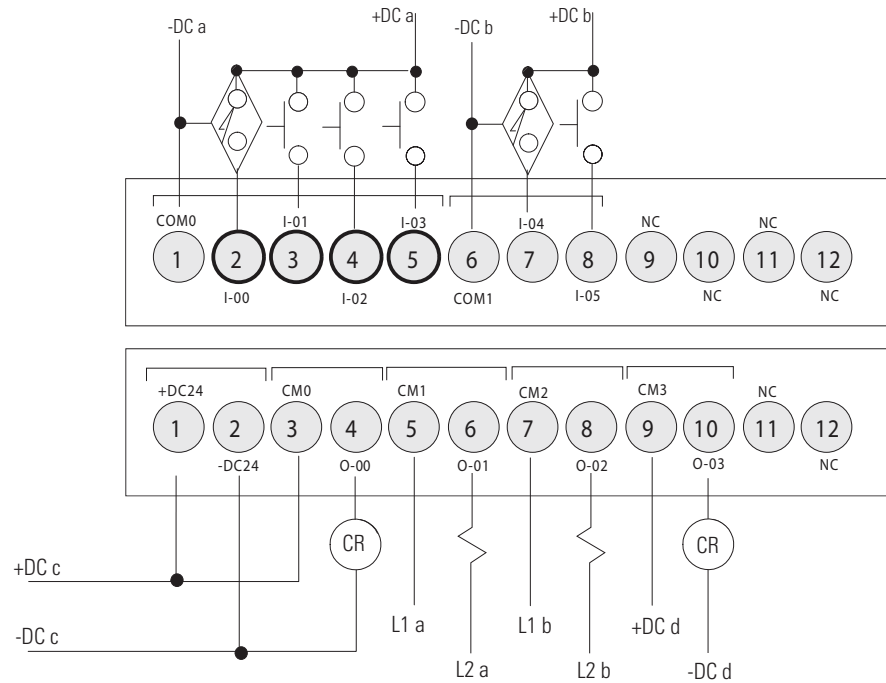 -DC a +DC a -DC b +DC b
COM0 I-01 I-03 I-04 NC NC
1 2 3 4 5 6 7 8 9 10 11 12
I-00 I-02 COM1 I-05 NC NC
+DC24 CM0 CM1 CM2 CM3 NC
1 2 3 4 5 6 7 8 9 10 11 12
-DC24 O-00 O-01 O-02 O-03 NC
CR CR
+DC c
L1 a L1 b +DC d
-DC c
L2 a L2 b -DC d